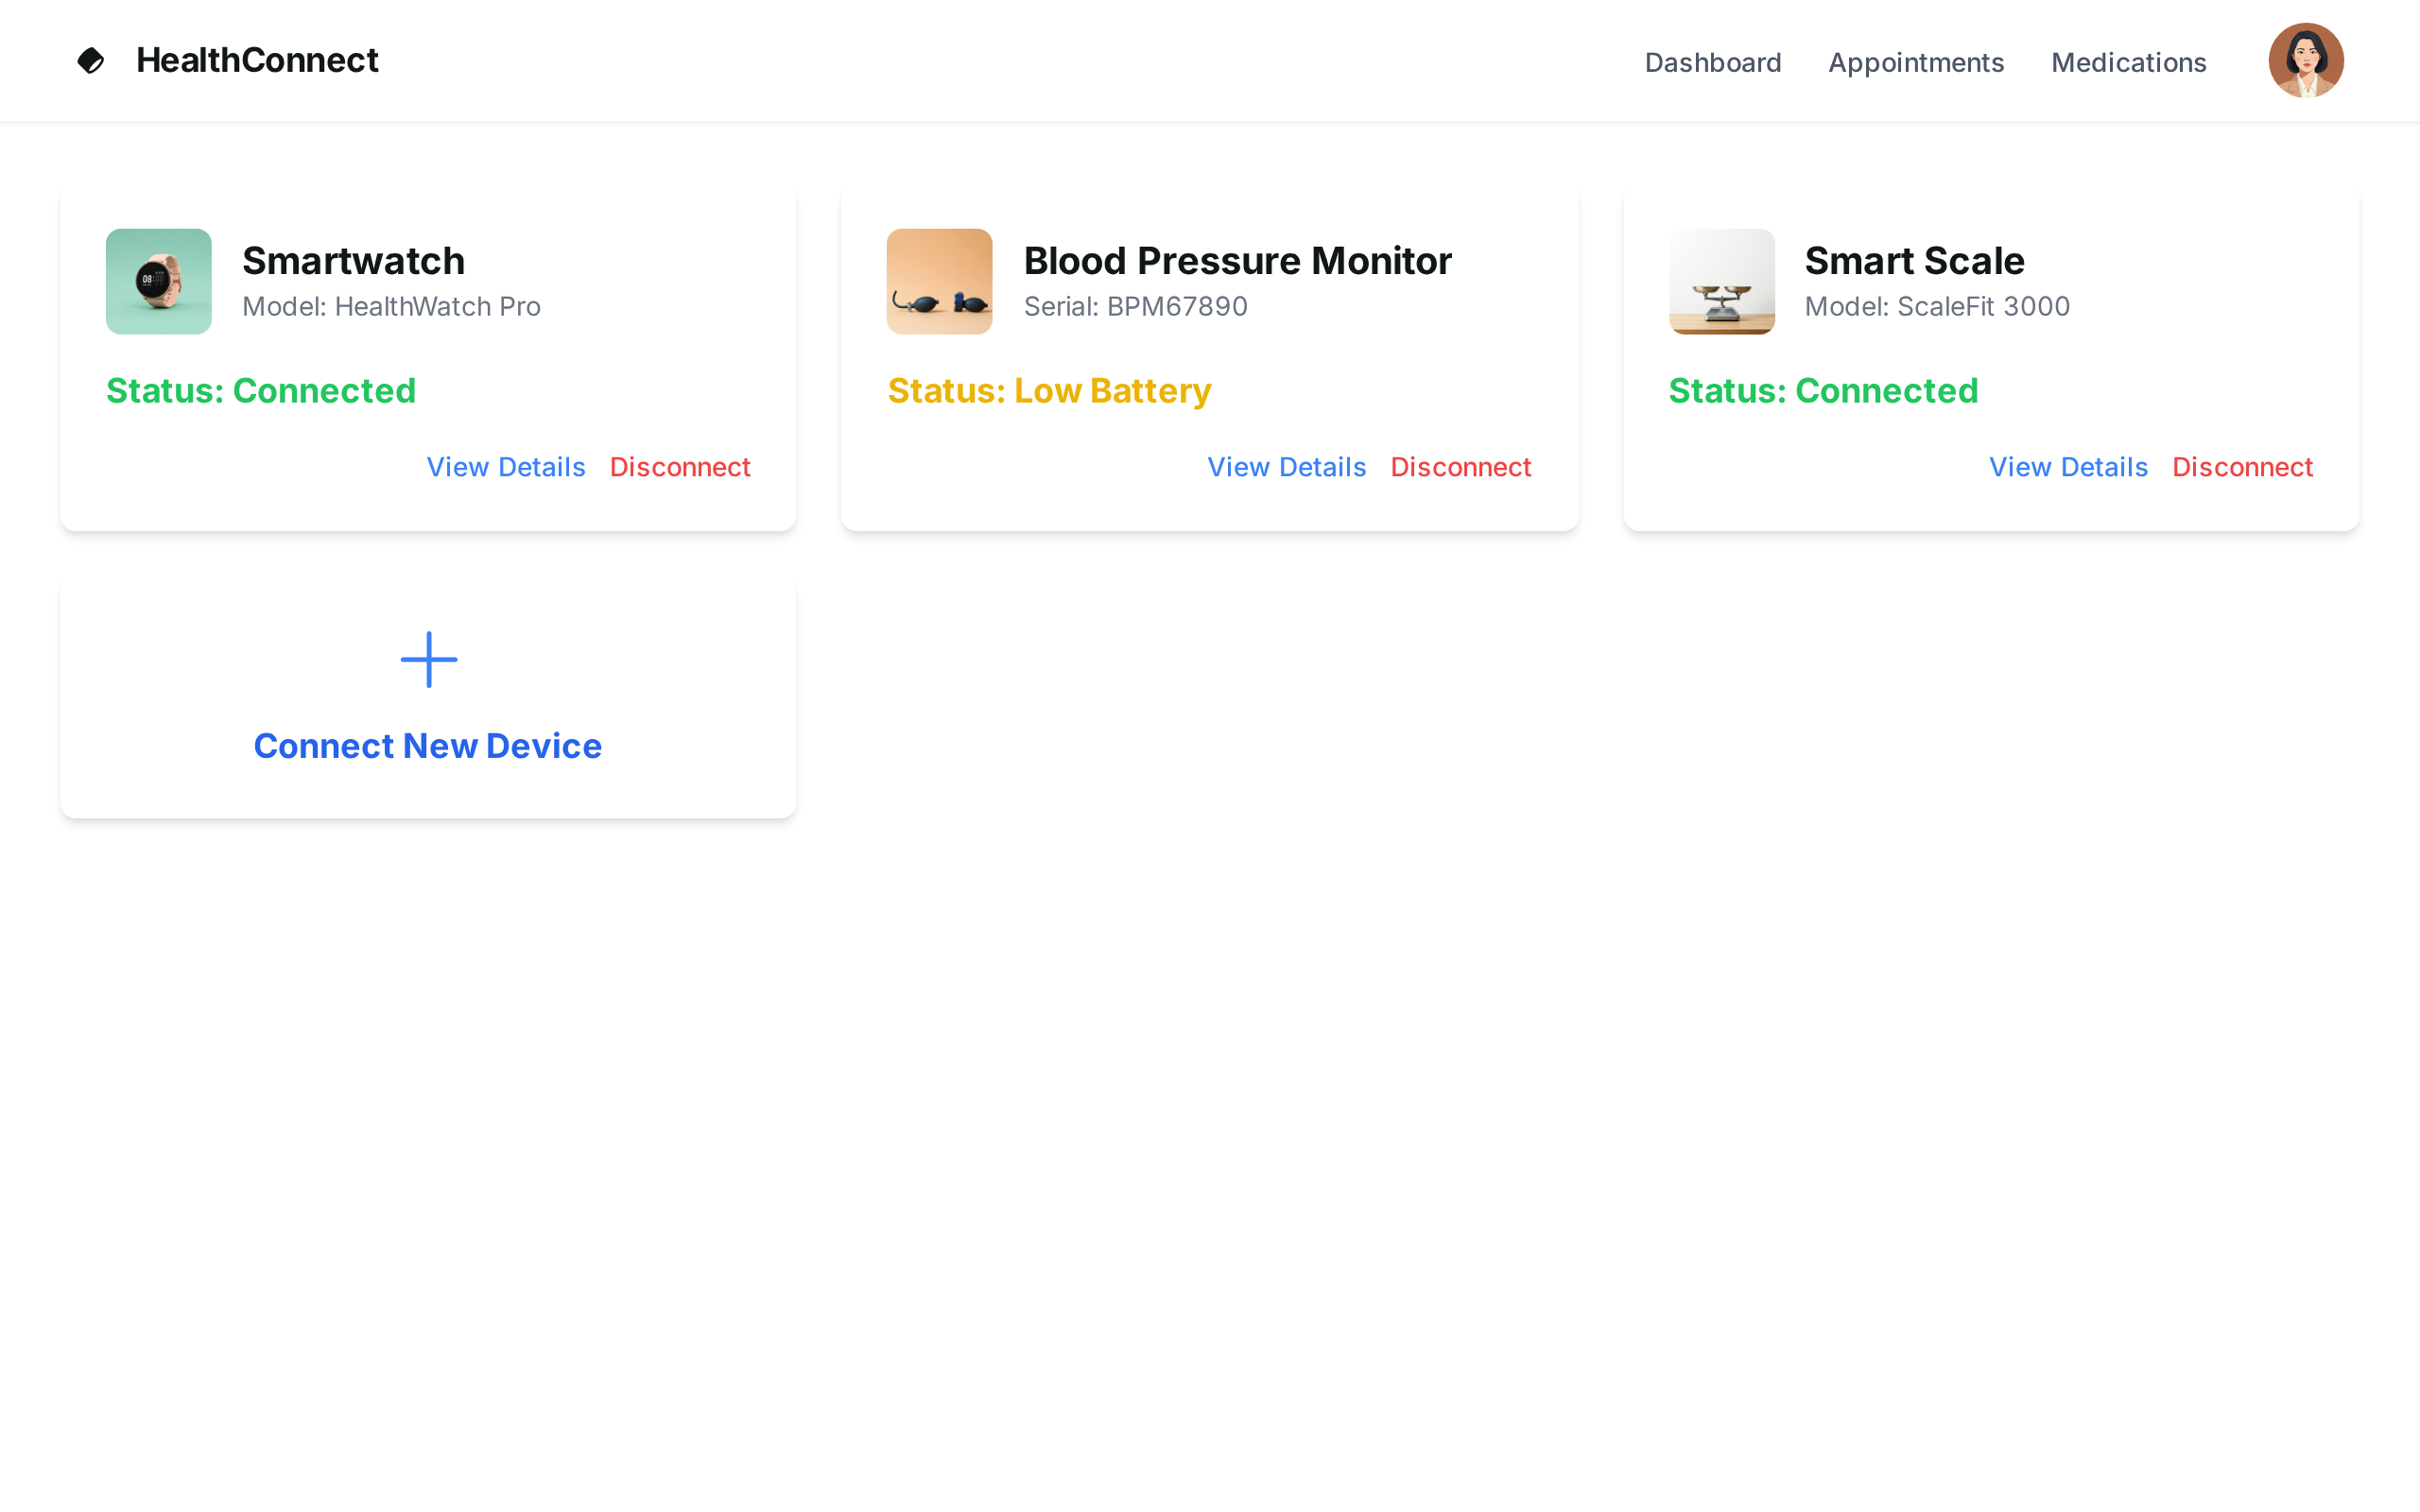 HealthConnect
Dashboard
Appointments
Medications
Smartwatch
Model: HealthWatch Pro
Status: Connected
View Details
Disconnect
Blood Pressure Monitor
Serial: BPM67890
Status: Low Battery
View Details
Disconnect
Smart Scale
Model: ScaleFit 3000
Status: Connected
View Details
Disconnect
Connect New Device